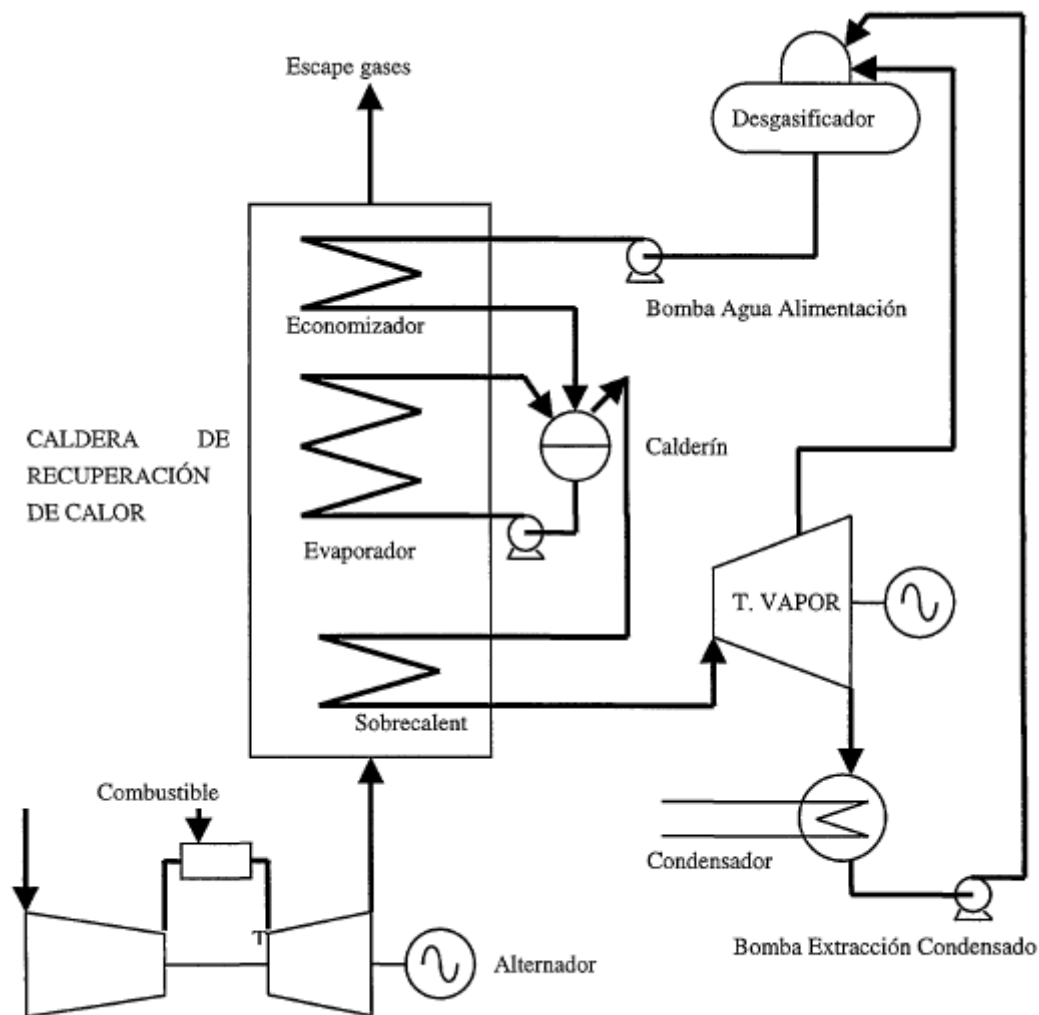 Escape gases
Desgasificador
Bomba Agua Alimentación
Economizador
CALDERA DE
RECUPERACIÓN
DE CALOR
Calderín
Evaporador
T. VAPOR
Sobrecalent
Combustible
Condensador
T
Alternador
Bomba Extracción Condensado